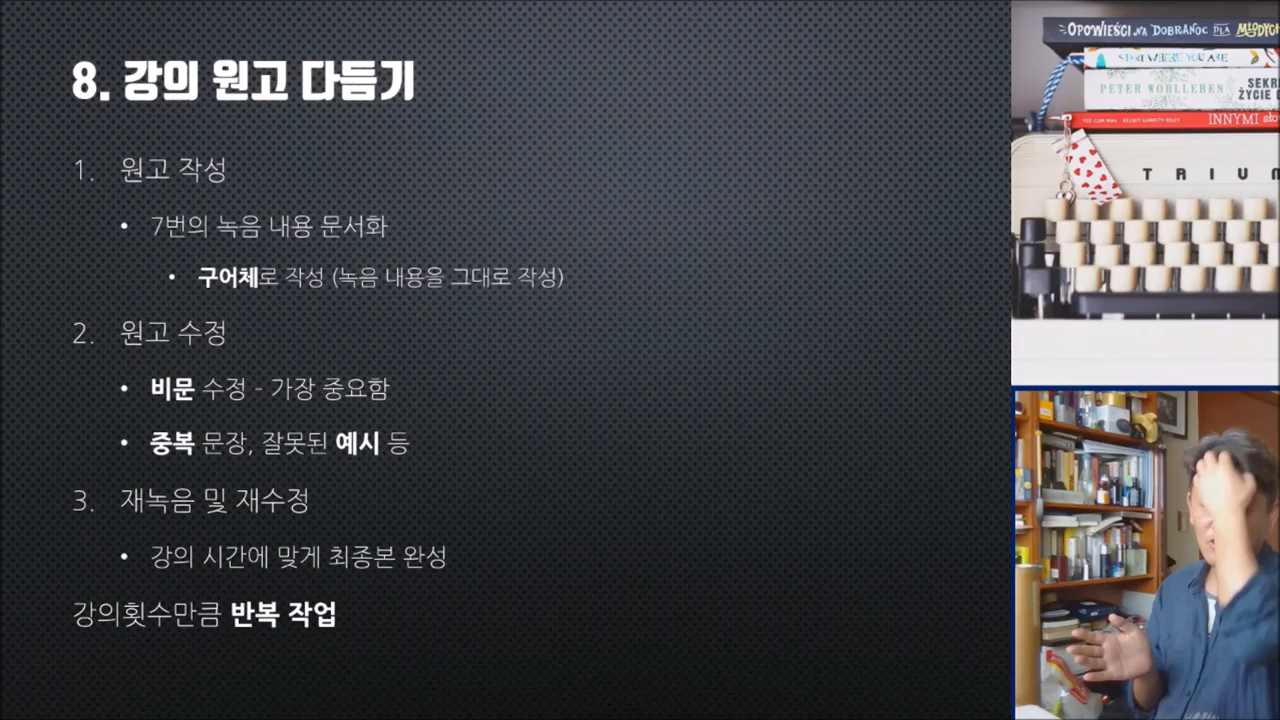 8. 강의 원고 다듬기
1. 원고 작성
• 7번의 녹음 내용 문서화
• 구어체로 작성 (녹음 내용을 그대로 작성)
2. 원고 수정
• 비문 수정 - 가장 중요함
• 중복 문장, 잘못된 예시 등
3. 재녹음 및 재수정
• 강의 시간에 맞게 최종본 완성
강의횟수만큼 반복 작업
OPOWIEŚCI NA DOBRANOC DLA
START WHERE YOU ARE
PETER WOHLLEBEN
ŻYCIE
INNYMI
TRIUM